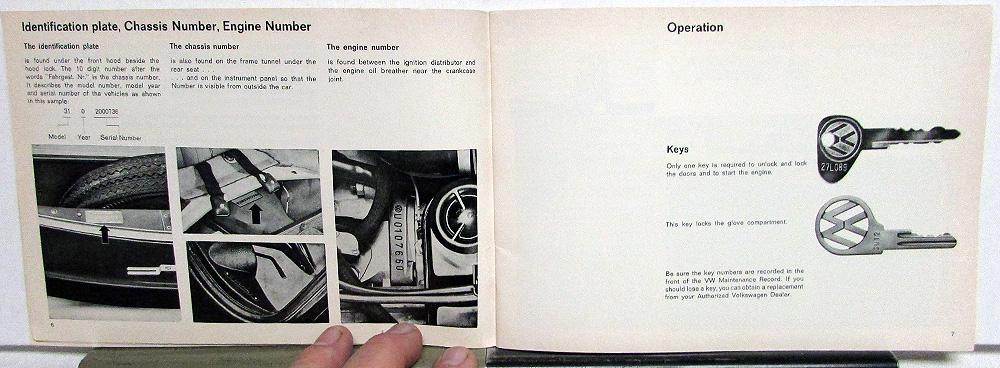 Identification plate, Chassis Number, Engine Number
The identification plate
is found under the front hood beside the
hood lock. The 10 digit number after the
words "Fahrgest. Nr." is the chassis number.
It describes the model number, model year
and serial number of the vehicles as shown
in this sample:
31 0 2000736
Model Year Serial Number
The chassis number
is also found on the frame tunnel under the
rear seat . . .
. . . and on the instrument panel so that the
Number is visible from outside the car.
The engine number
is found between the ignition distributor and
the engine oil breather near the crankcase
joint.
U0107660
6
Operation
Keys
Only one key is required to unlock and lock
the doors and to start the engine.
27L089
This key locks the glove compartment.
Be sure the key numbers are recorded in the
front of the VW Maintenance Record. If you
should lose a key, you can obtain a replacement
from your Authorized Volkswagen Dealer.
7